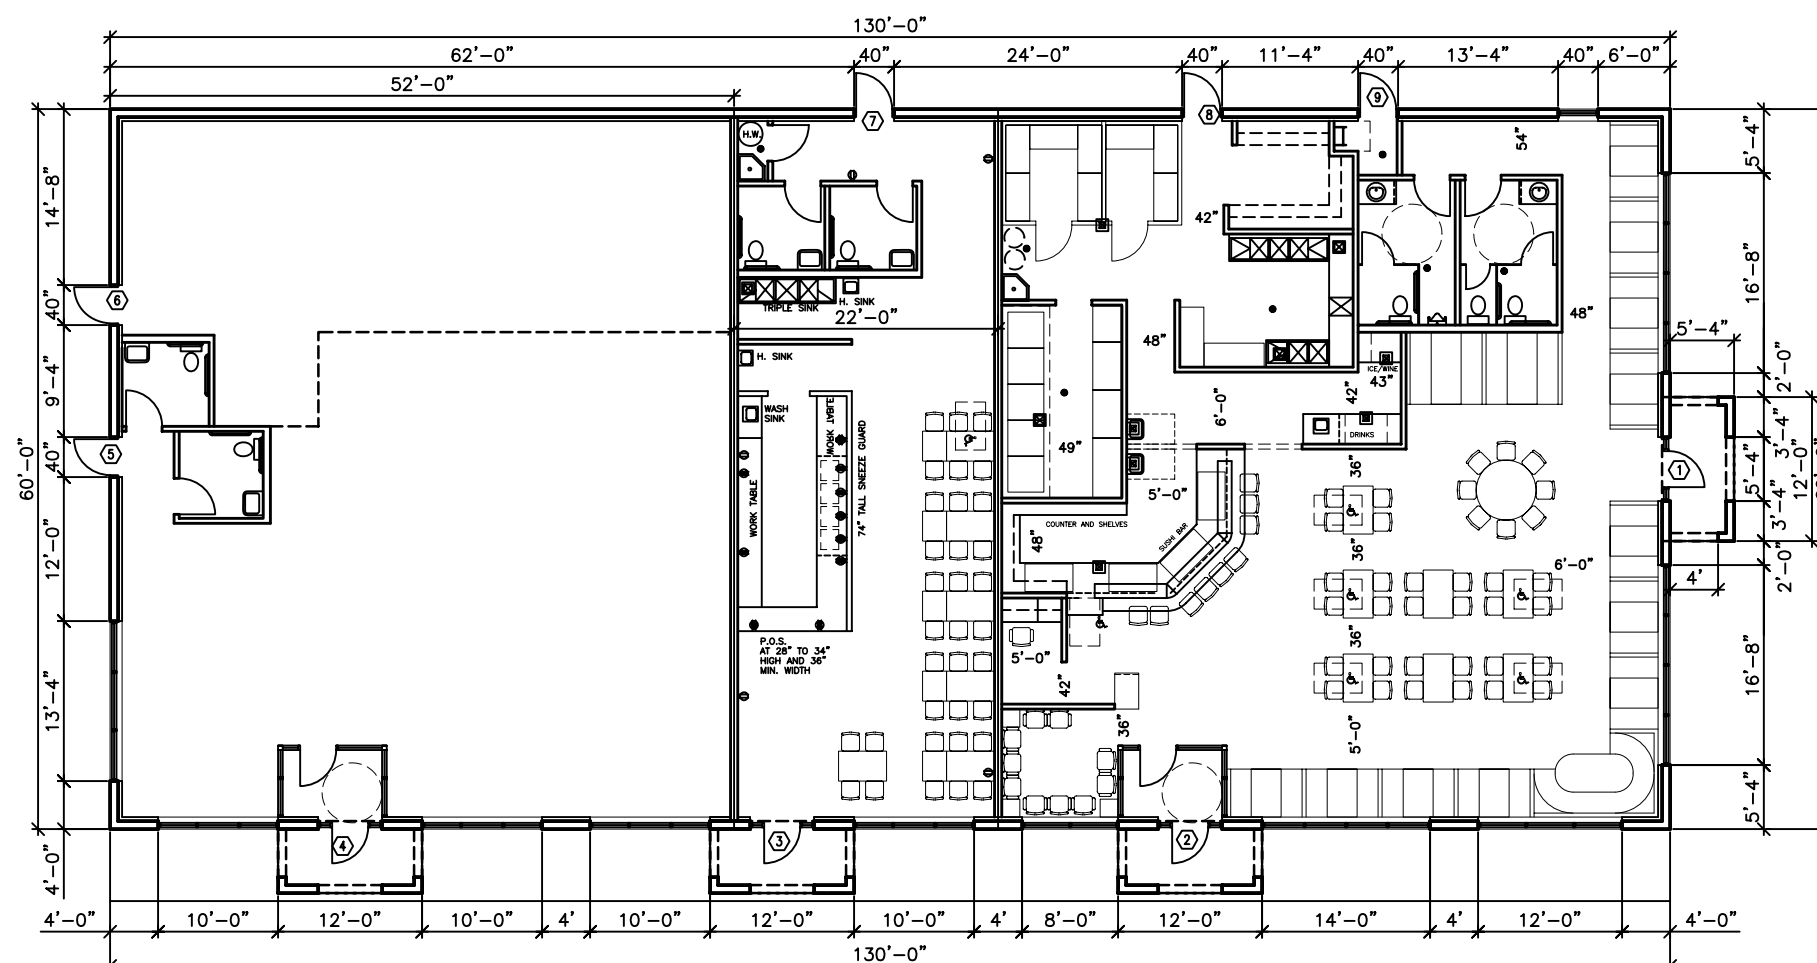 130'-0"
62'-0" 40" 24'-0" 40" 11'-4" 40" 13'-4" 40" 6'-0"
52'-0"
9
7 8
H.W.
54"
5'-4"
14'-8"
42"
16'-8"
6
40"
TRIPLE SINK
H. SINK
22'-0"
48"
5'-4"
48"
H. SINK
ICE/WINE
43"
9'-4"
2'-0"
42"
6'-0"
WASH
SINK
WORK TABLE
74" TALL SNEEZE GUARD
DRINKS
3'-4"
12'-0"
49"
60'-0"
5
40"
36"
1
5'-4"
WORK TABLE
5'-0"
3'-4"
COUNTER AND SHELVES
SUSHI BAR
48"
36"
12'-0"
6'-0"
4'
2'-0"
P.O.S.
AT 28" TO 34"
HIGH AND 36"
MIN. WIDTH
36"
5'-0"
42"
16'-8"
13'-4"
36"
5'-0"
5'-4"
4 3 2
4'-0"
4'-0" 10'-0" 12'-0" 10'-0" 4' 10'-0" 12'-0" 10'-0" 4' 8'-0" 12'-0" 14'-0" 4' 12'-0" 4'-0"
130'-0"